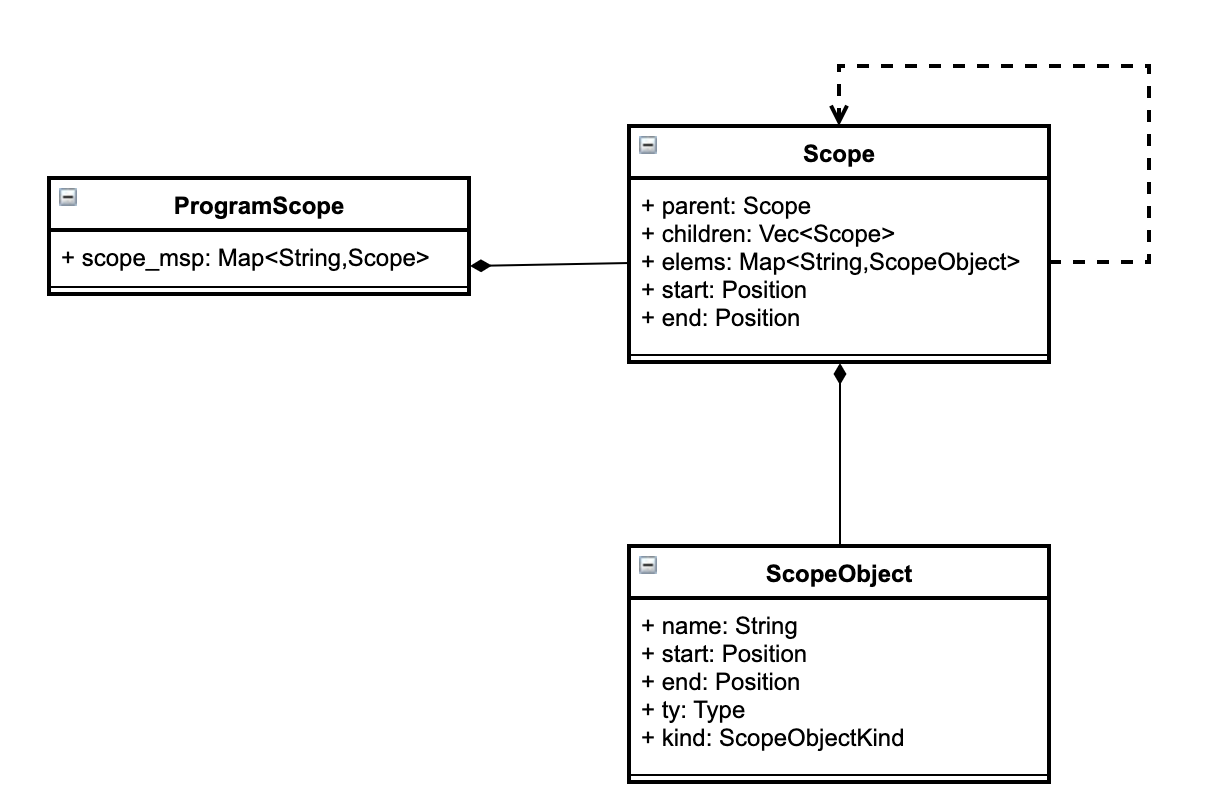 ProgramScope
+ scope_msp: Map<String,Scope>
Scope
+ parent: Scope
+ children: Vec<Scope>
+ elems: Map<String,ScopeObject>
+ start: Position
+ end: Position
ScopeObject
+ name: String
+ start: Position
+ end: Position
+ ty: Type
+ kind: ScopeObjectKind